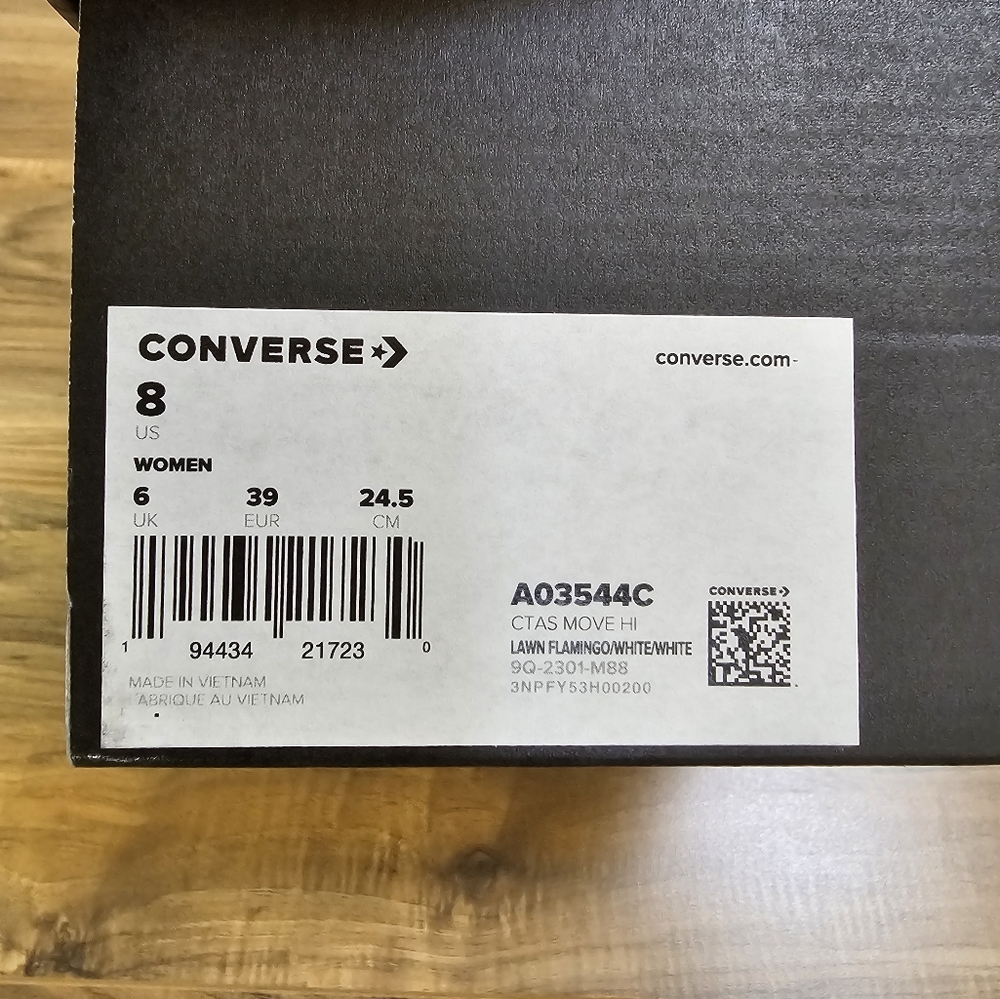 CONVERSE
converse.com-
8
US
WOMEN
6 39 24.5
UK EUR CM
1 94434 21723 0
MADE IN VIETNAM
ABRIQUE AU VIETNAM
A03544C
CTAS MOVE HI
LAWN FLAMINGO/WHITE/WHITE
9Q-2301-M88
3NPFY53H00200
CONVERSE